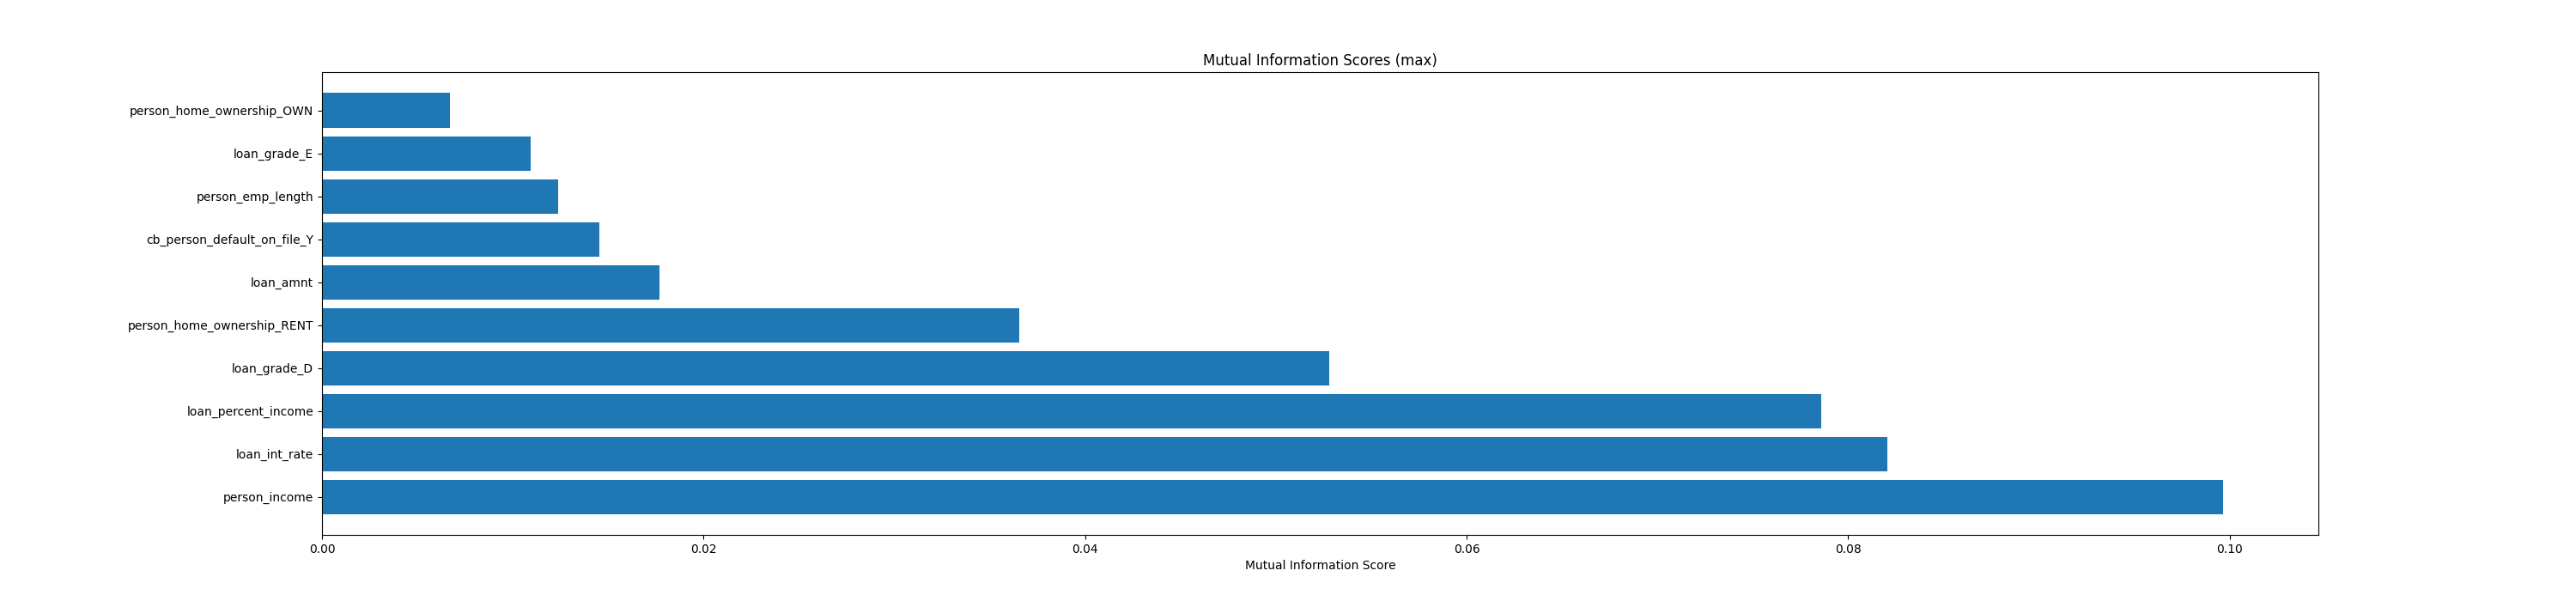 Mutual Information Scores (max)
person_home_ownership_OWN
loan_grade_E
person_emp_length
cb_person_default_on_file_Y
loan_amnt
person_home_ownership_RENT
loan_grade_D
loan_percent_income
loan_int_rate
person_income
0.00 0.02 0.04 0.06 0.08 0.10
Mutual Information Score